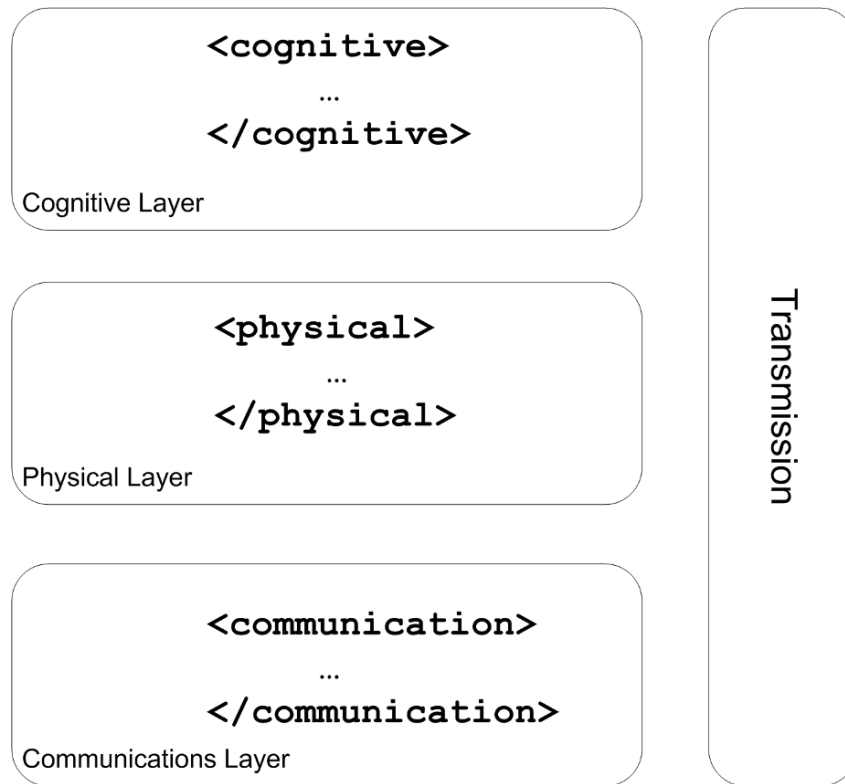 <cognitive>
...
</cognitive>
Cognitive Layer
<physical>
...
</physical>
Physical Layer
<communication>
...
</communication>
Communications Layer
Transmission